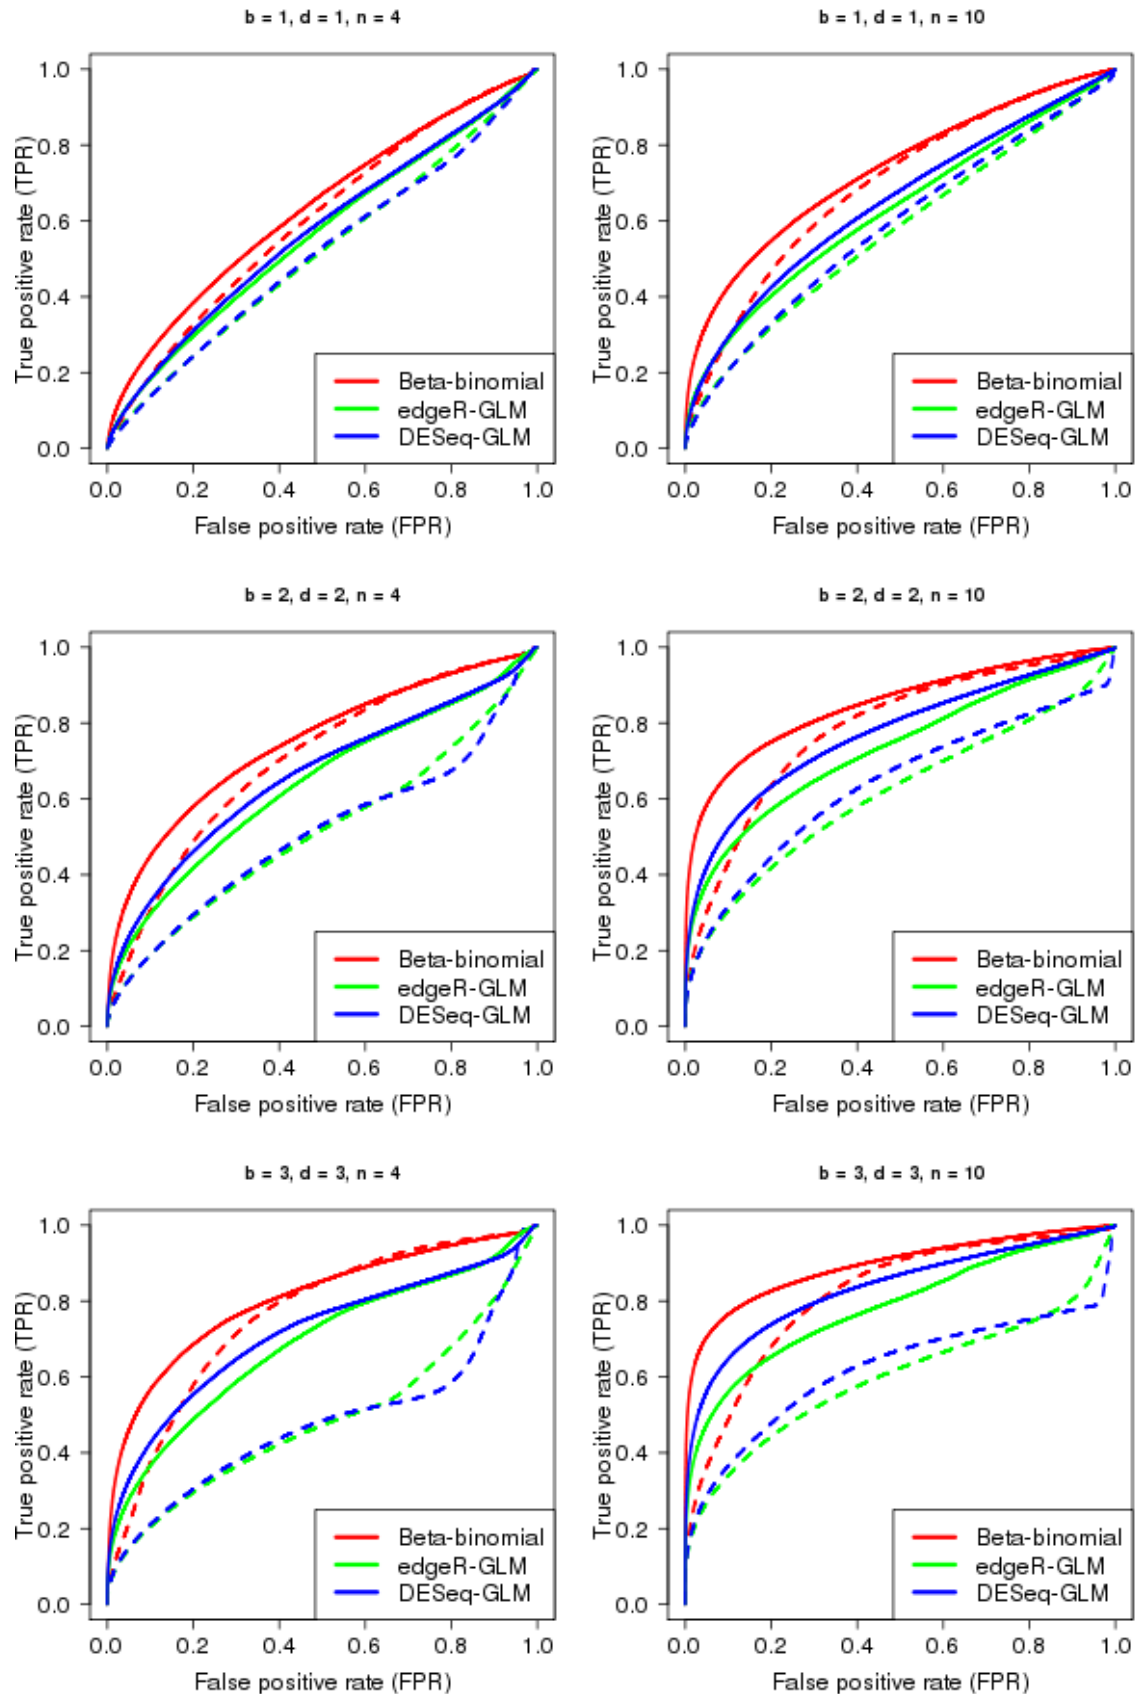 b = 1, d = 1, n = 4
True positive rate (TPR)
1.0
0.8
0.6
0.4
0.2
0.0
Beta-binomial
edgeR-GLM
DESeq-GLM
0.0 0.2 0.4 0.6 0.8 1.0
False positive rate (FPR)
b = 1, d = 1, n = 10
True positive rate (TPR)
1.0
0.8
0.6
0.4
0.2
0.0
Beta-binomial
edgeR-GLM
DESeq-GLM
0.0 0.2 0.4 0.6 0.8 1.0
False positive rate (FPR)
b = 2, d = 2, n = 4
True positive rate (TPR)
1.0
0.8
0.6
0.4
0.2
0.0
Beta-binomial
edgeR-GLM
DESeq-GLM
0.0 0.2 0.4 0.6 0.8 1.0
False positive rate (FPR)
b = 2, d = 2, n = 10
True positive rate (TPR)
1.0
0.8
0.6
0.4
0.2
0.0
Beta-binomial
edgeR-GLM
DESeq-GLM
0.0 0.2 0.4 0.6 0.8 1.0
False positive rate (FPR)
b = 3, d = 3, n = 4
True positive rate (TPR)
1.0
0.8
0.6
0.4
0.2
0.0
Beta-binomial
edgeR-GLM
DESeq-GLM
0.0 0.2 0.4 0.6 0.8 1.0
False positive rate (FPR)
b = 3, d = 3, n = 10
True positive rate (TPR)
1.0
0.8
0.6
0.4
0.2
0.0
Beta-binomial
edgeR-GLM
DESeq-GLM
0.0 0.2 0.4 0.6 0.8 1.0
False positive rate (FPR)